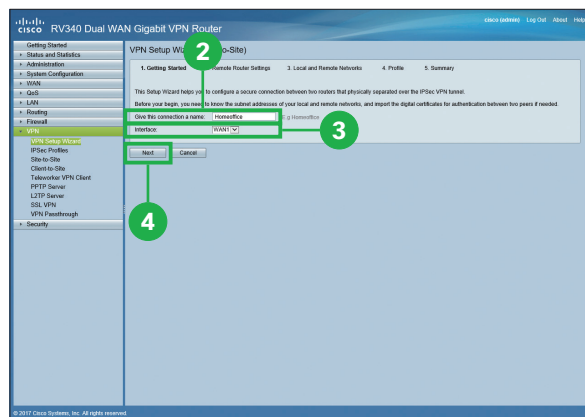 cisco RV340 Dual WAN Gigabit VPN Router
cisco (admin) Log Out About Help
Getting Started
Status and Statistics
Administration
System Configuration
WAN
QoS
LAN
Routing
Firewall
VPN
VPN Setup Wizard
IPSec Profiles
Site-to-Site
Client-to-Site
Teleworker VPN Client
PPTP Server
L2TP Server
SSL VPN
VPN Passthrough
Security
VPN Setup Wiz o-Site)
2
1. Getting Started Remote Router Settings 3. Local and Remote Networks 4. Profile 5. Summary
This Setup Wizard helps you to configure a secure connection between two routers that physically separated over the IPSec VPN tunnel.
Before your begin, you need to know the subnet addresses of your local and remote networks, and import the digital certificates for authentication between two peers if needed.
Give this connection a name: Homeoffice E.g Homeoffice
Interface: WAN1
3
Next Cancel
4
© 2017 Cisco Systems, Inc. All rights reserved.